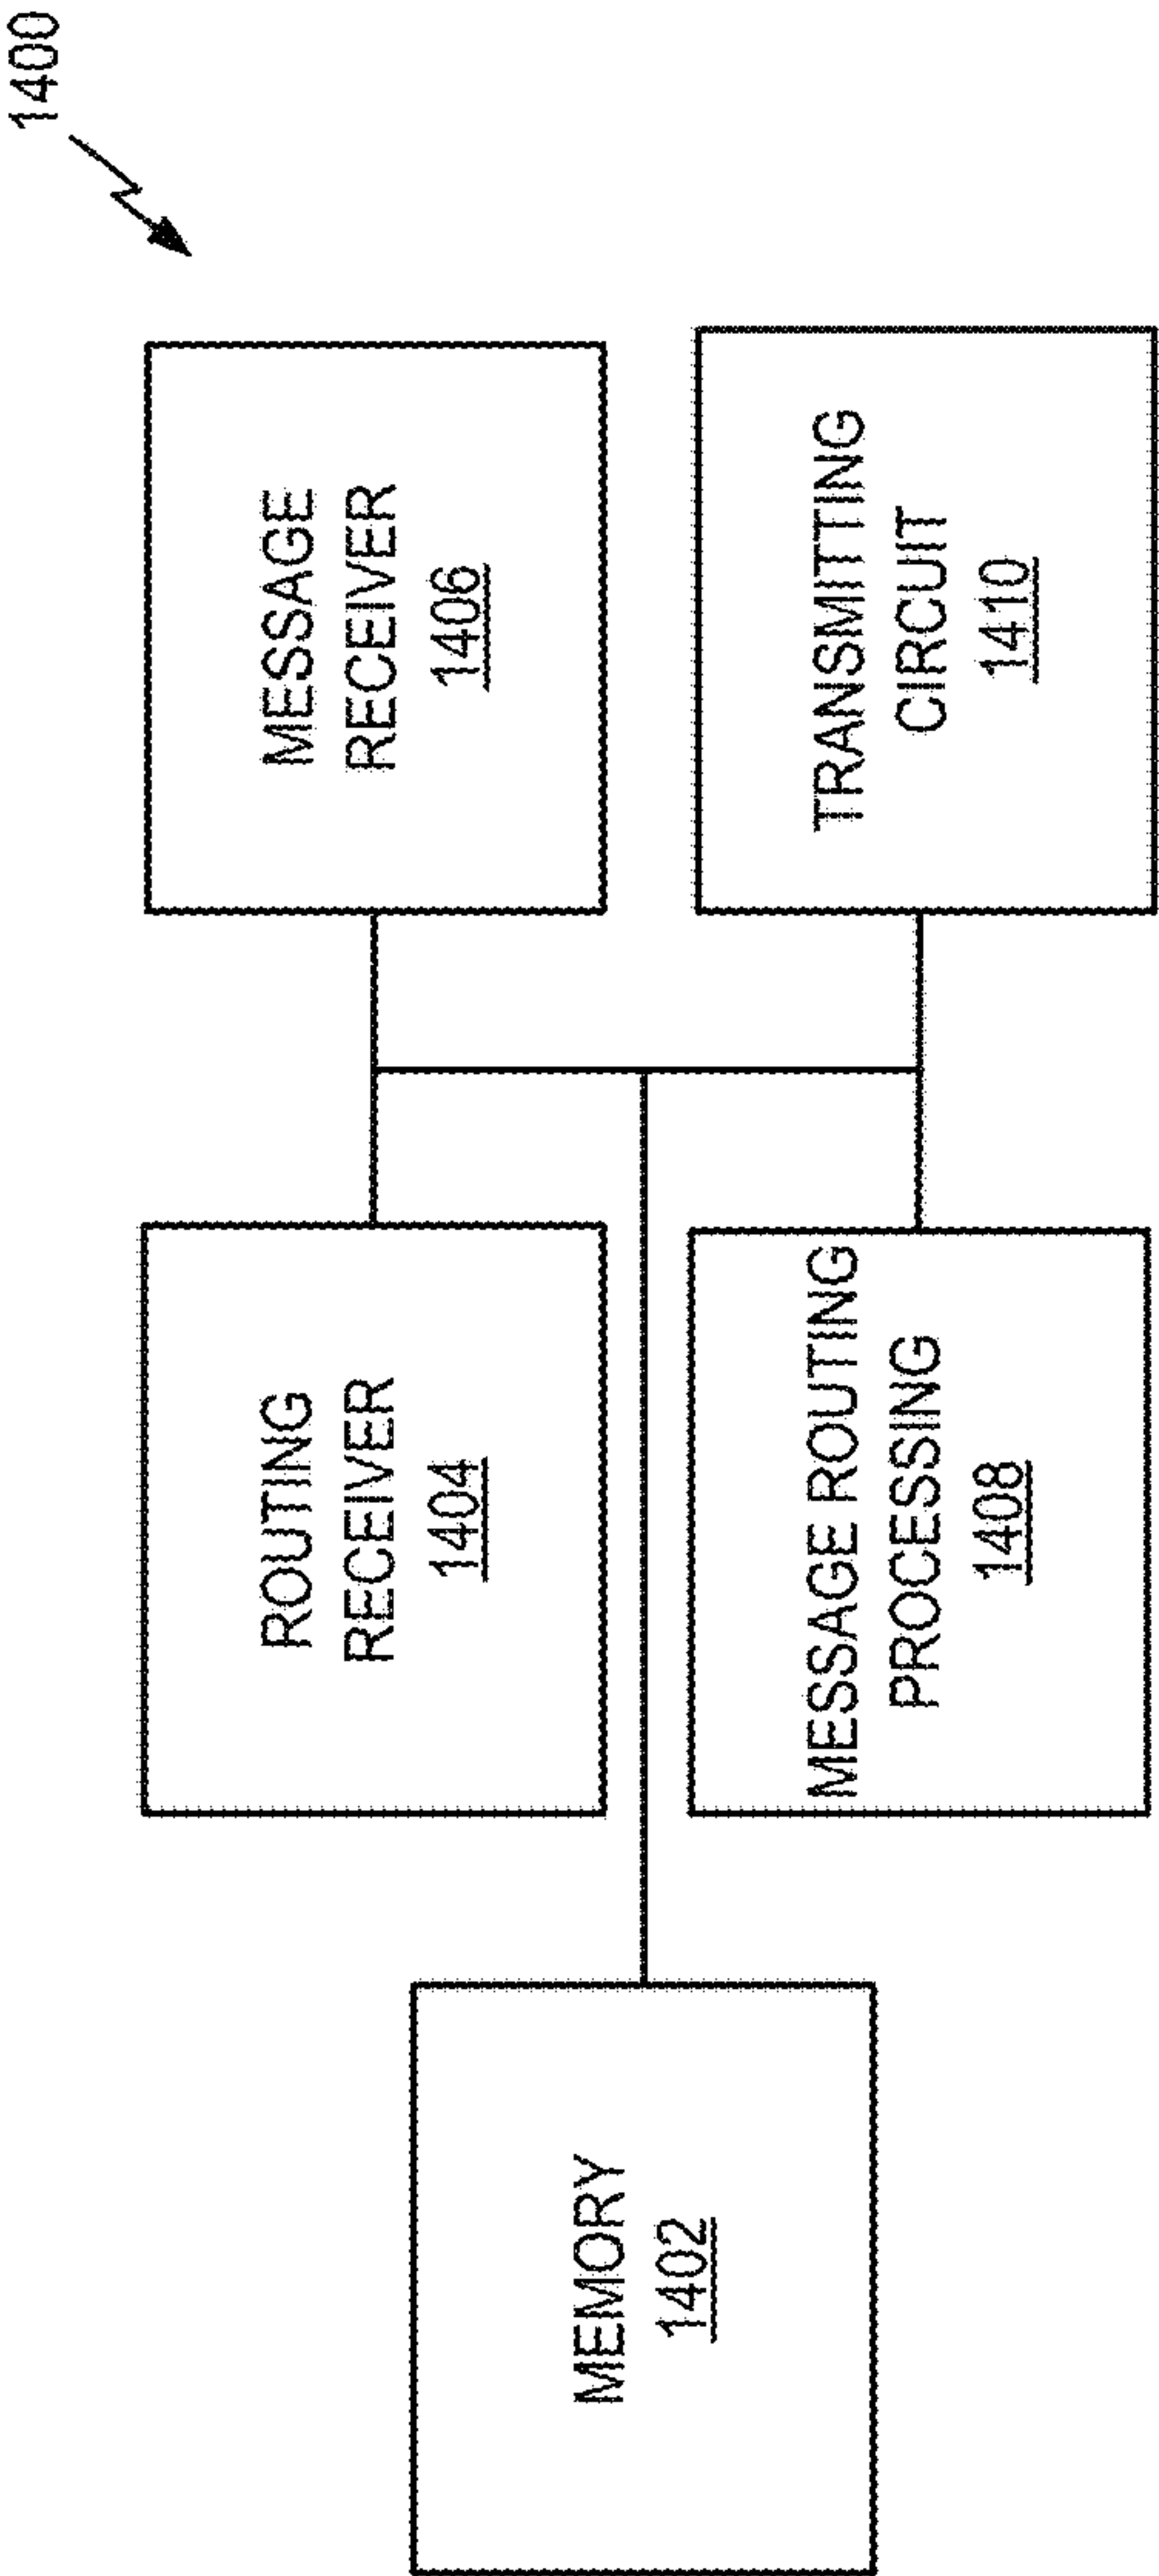 1400
MEMORY
1402
ROUTING
RECEIVER
1404
MESSAGE
RECEIVER
1406
MESSAGE ROUTING
PROCESSING
1408
TRANSMITTING
CIRCUIT
1410